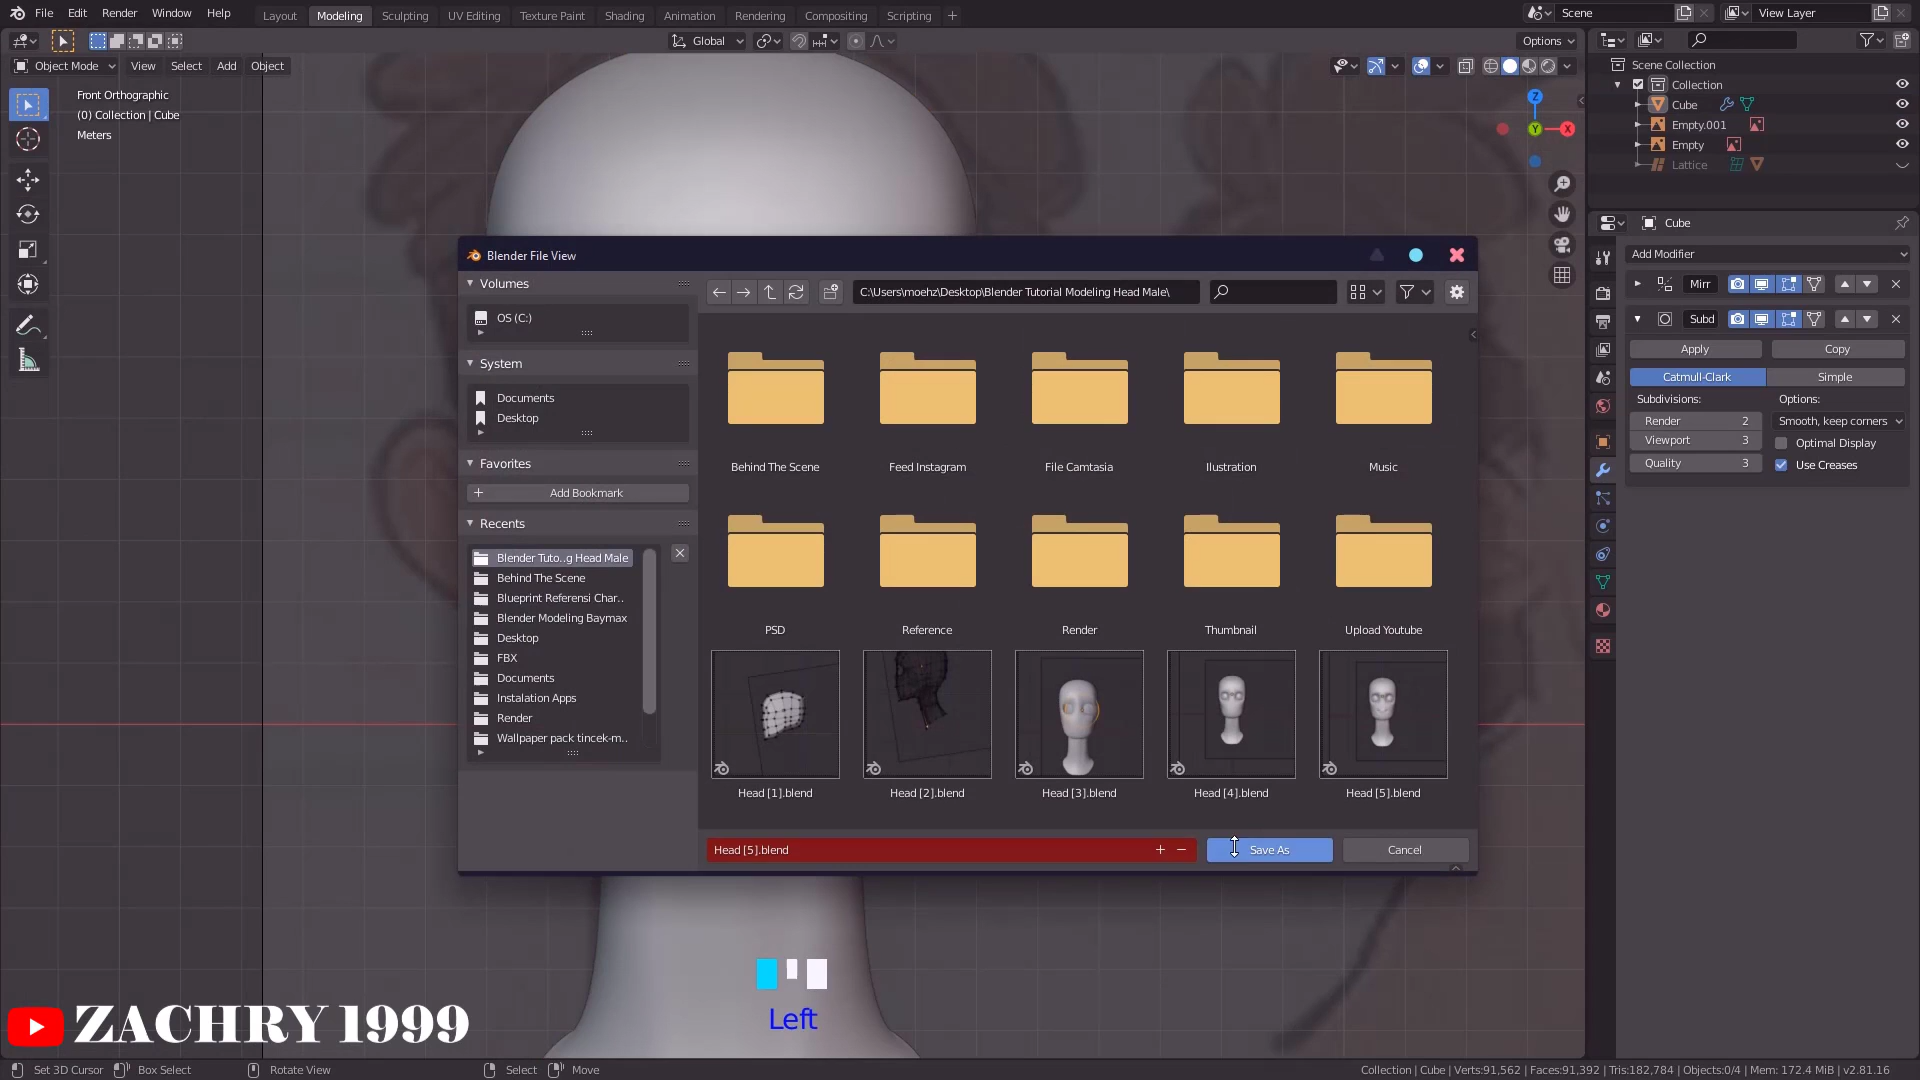 File Edit Render Window Help
Layout Modeling Sculpting UV Editing Texture Paint Shading Animation Rendering Compositing Scripting +
Scene
View Layer
Global
Options
Object Mode View Select Add Object
Front Orthographic
(0) Collection | Cube
Meters
Z
Y
X
Scene Collection
Collection
Cube
Empty.001
Empty
Lattice
Cube
Add Modifier
Mirr
Subd
Apply
Copy
Catmull-Clark
Simple
Subdivisions:
Options:
Render 2
Smooth, keep corners
Viewport 3
Optimal Display
Quality 3
Use Creases
Blender File View
Volumes
OS (C:)
System
Documents
Desktop
Favorites
Add Bookmark
Recents
Blender Tuto..g Head Male
Behind The Scene
Blueprint Referensi Char..
Blender Modeling Baymax
Desktop
FBX
Documents
Instalation Apps
Render
Wallpaper pack tincek-m..
C:\Users\moehz\Desktop\Blender Tutorial Modeling Head Male\
Behind The Scene
Feed Instagram
File Camtasia
Ilustration
Music
PSD
Reference
Render
Thumbnail
Upload Youtube
Head [1].blend
Head [2].blend
Head [3].blend
Head [4].blend
Head [5].blend
Head [5].blend
Save As
Cancel
Left
ZACHRY 1999
Set 3D Cursor Box Select Rotate View Select Move
Collection | Cube | Verts:91,562 | Faces:91,392 | Tris:182,784 | Objects:0/4 | Mem: 172.4 MiB | v2.81.16